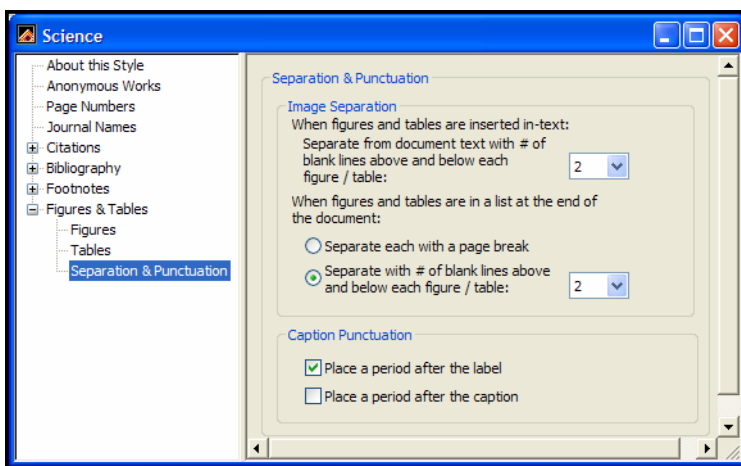 Science
About this Style
Anonymous Works
Page Numbers
Journal Names
Citations
Bibliography
Footnotes
Figures & Tables
Figures
Tables
Separation & Punctuation
Separation & Punctuation
Image Separation
When figures and tables are inserted in-text:
Separate from document text with # of
blank lines above and below each
figure / table:
2
When figures and tables are in a list at the end of
the document:
Separate each with a page break
Separate with # of blank lines above
and below each figure / table:
2
Caption Punctuation
Place a period after the label
Place a period after the caption